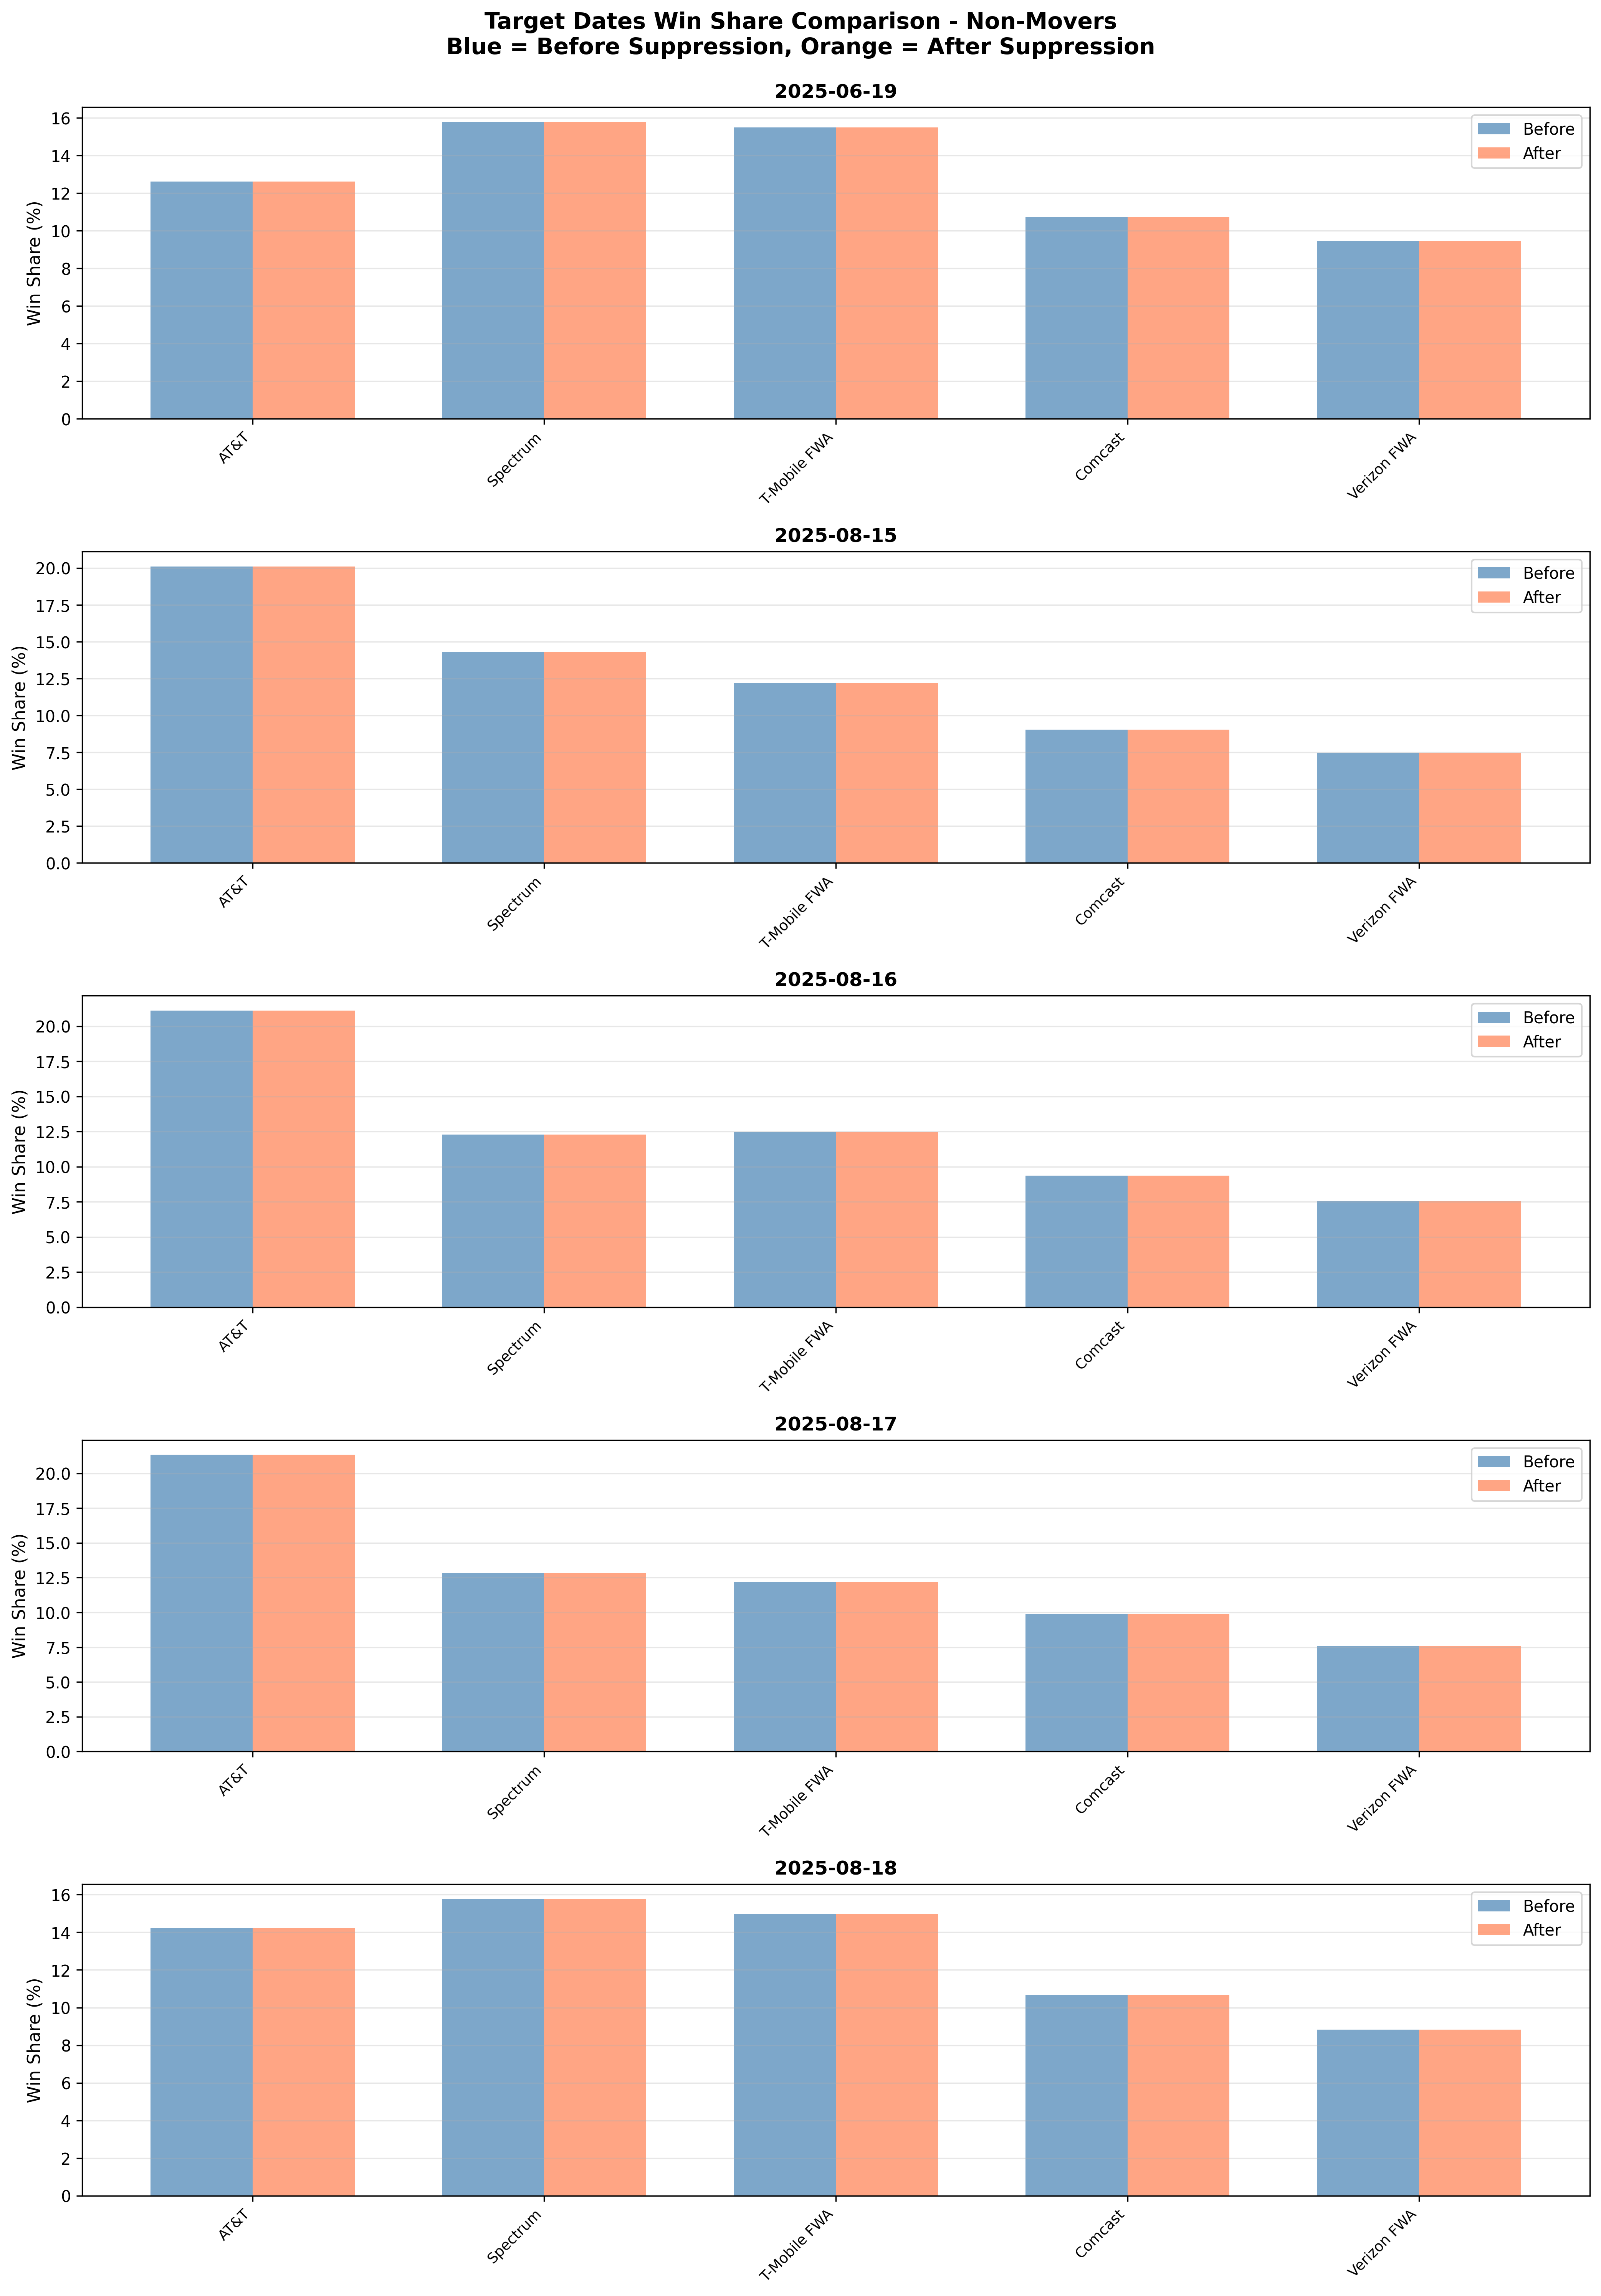 Target Dates Win Share Comparison - Non-Movers
Blue = Before Suppression, Orange = After Suppression
2025-06-19
Win Share (%)
16
14
12
10
8
6
4
2
0
Before
After
AT&T
Spectrum
T-Mobile FWA
Comcast
Verizon FWA
2025-08-15
Win Share (%)
20.0
17.5
15.0
12.5
10.0
7.5
5.0
2.5
0.0
Before
After
AT&T
Spectrum
T-Mobile FWA
Comcast
Verizon FWA
2025-08-16
Win Share (%)
20.0
17.5
15.0
12.5
10.0
7.5
5.0
2.5
0.0
Before
After
AT&T
Spectrum
T-Mobile FWA
Comcast
Verizon FWA
2025-08-17
Win Share (%)
20.0
17.5
15.0
12.5
10.0
7.5
5.0
2.5
0.0
Before
After
AT&T
Spectrum
T-Mobile FWA
Comcast
Verizon FWA
2025-08-18
Win Share (%)
16
14
12
10
8
6
4
2
0
Before
After
AT&T
Spectrum
T-Mobile FWA
Comcast
Verizon FWA